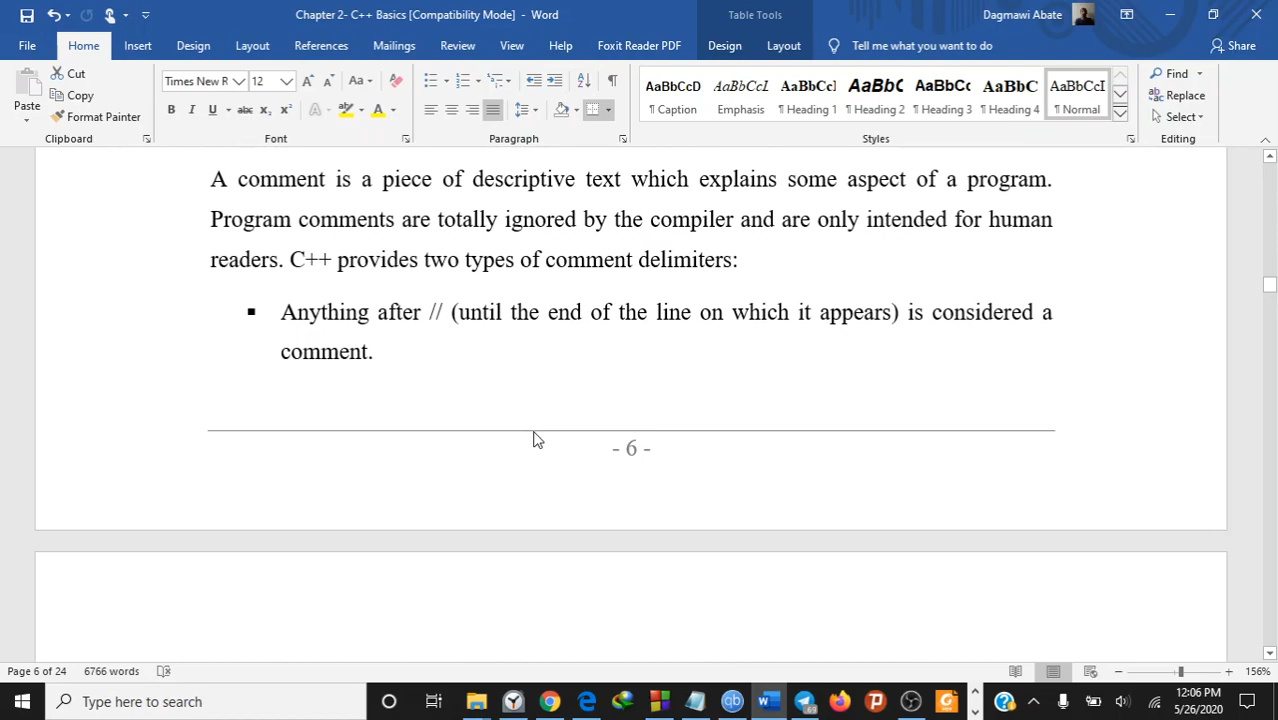 Chapter 2- C++ Basics [Compatibility Mode] - Word
Table Tools
Dagmawi Abate
File Home Insert Design Layout References Mailings Review View Help Foxit Reader PDF Design Layout Tell me what you want to do Share
Paste
Cut
Copy
Format Painter
Clipboard
Times New R 12
Font
Paragraph
AaBbCcD AaBbCcI AaBbCcI AaBbC AaBbCc AaBbC AaBbCcI
¶ Caption Emphasis ¶ Heading 1 ¶ Heading 2 ¶ Heading 3 ¶ Heading 4 ¶ Normal
Styles
Find
Replace
Select
Editing
A comment is a piece of descriptive text which explains some aspect of a program.
Program comments are totally ignored by the compiler and are only intended for human
readers. C++ provides two types of comment delimiters:
▪ Anything after // (until the end of the line on which it appears) is considered a
comment.
- 6 -
Page 6 of 24 6766 words
156%
Type here to search
12:06 PM
5/26/2020